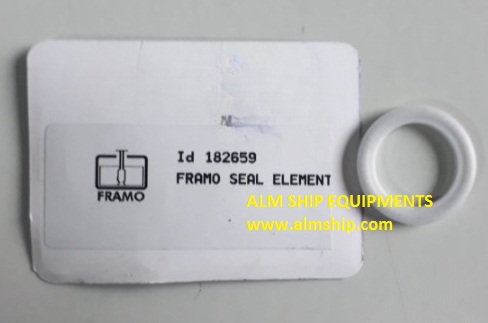 Id 182659
FRAMO SEAL ELEMENT
FRAMO
ALM SHIP EQUIPMENTS
www.almship.com